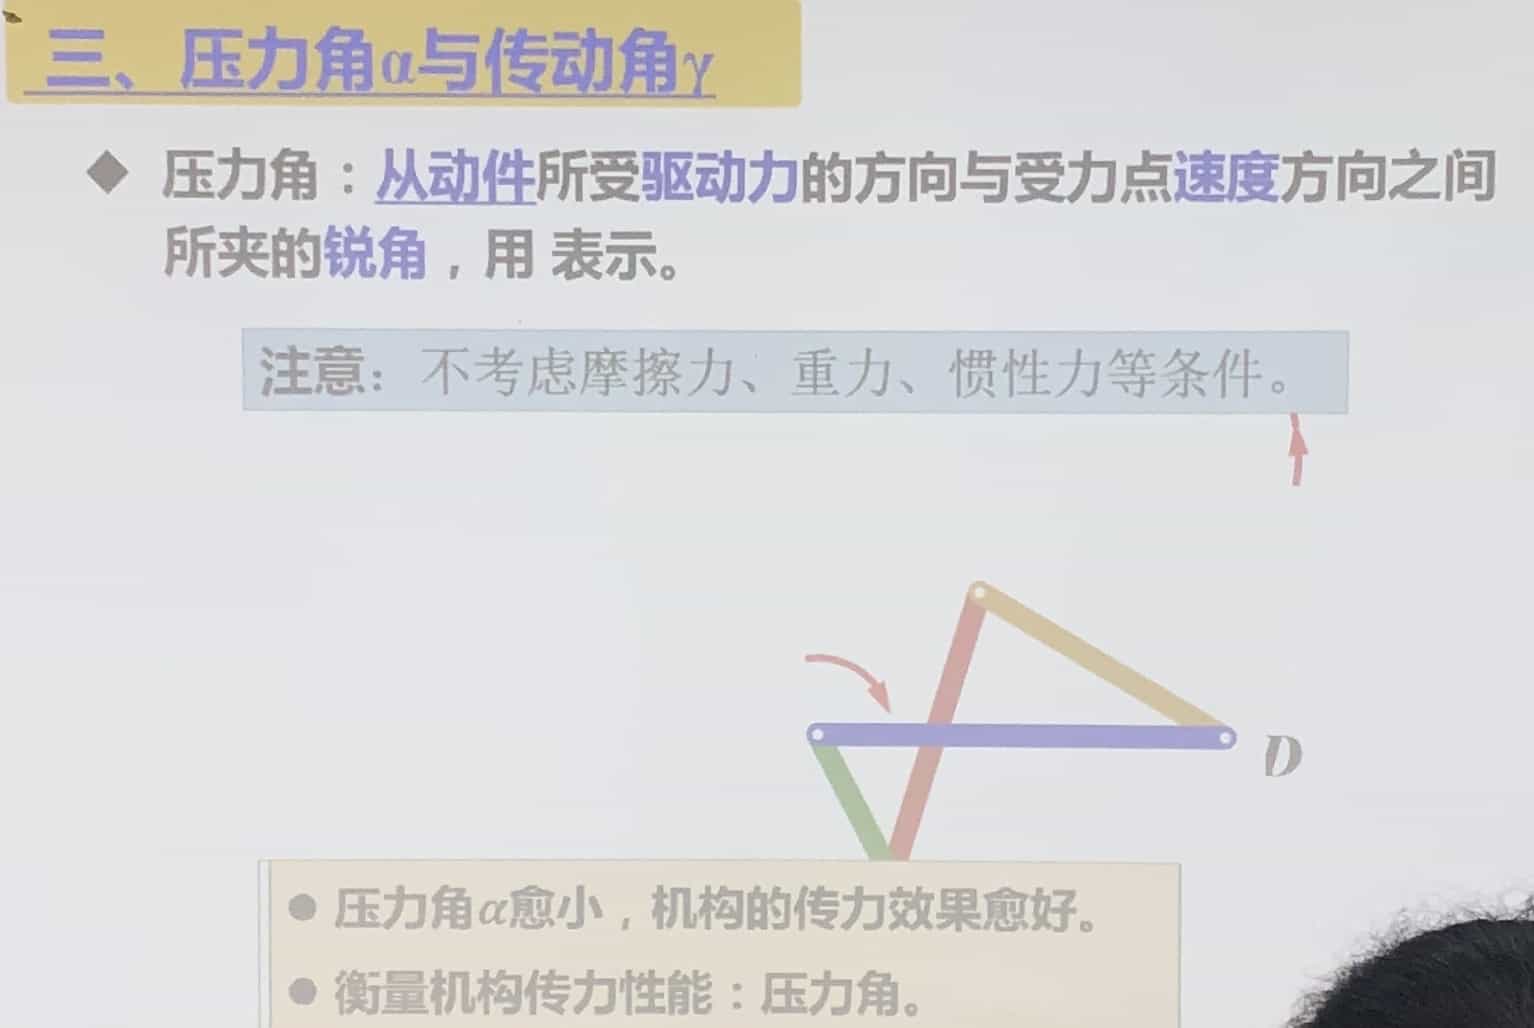 三、压力角α与传动角γ
◆ 压力角：从动件所受驱动力的方向与受力点速度方向之间
所夹的锐角，用 表示。
注意：不考虑摩擦力、重力、惯性力等条件。
D
● 压力角α愈小，机构的传力效果愈好。
● 衡量机构传力性能：压力角。